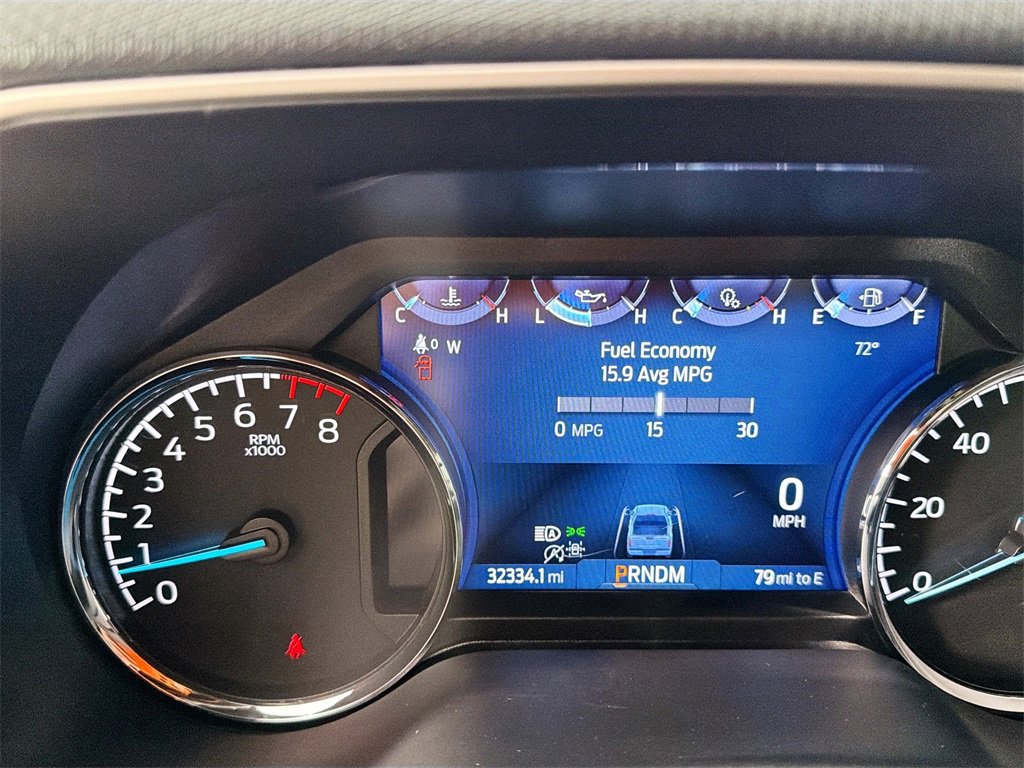 C H L H C H E F
0 W
Fuel Economy
72°
15.9 Avg MPG
0 MPG 15 30
0
1
2
3
4
5
6
7
8
RPM
x1000
0
MPH
A
A
32334.1 mi
PRNDM
79 mi to E
0
20
40